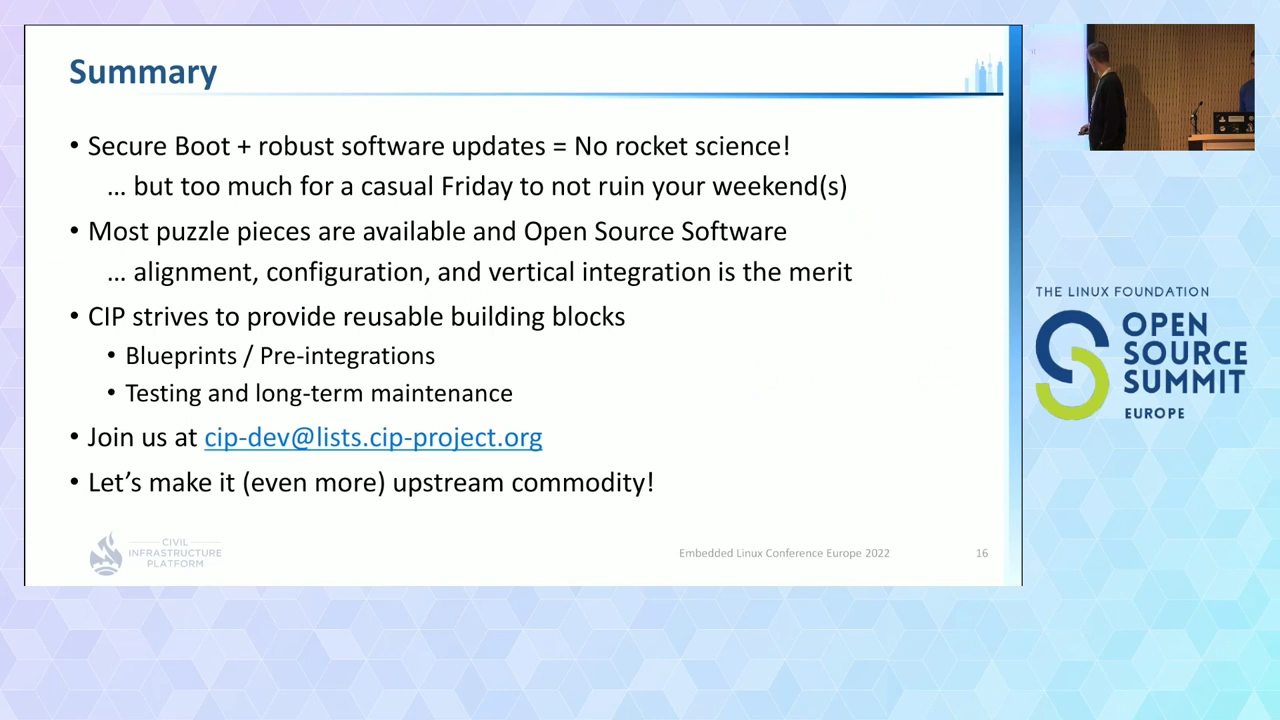 Summary
• Secure Boot + robust software updates = No rocket science!
… but too much for a casual Friday to not ruin your weekend(s)
• Most puzzle pieces are available and Open Source Software
… alignment, configuration, and vertical integration is the merit
• CIP strives to provide reusable building blocks
• Blueprints / Pre-integrations
• Testing and long-term maintenance
• Join us at cip-dev@lists.cip-project.org
• Let’s make it (even more) upstream commodity!
CIVIL
INFRASTRUCTURE
PLATFORM
Embedded Linux Conference Europe 2022
16
THE LINUX FOUNDATION
OPEN
SOURCE
SUMMIT
EUROPE